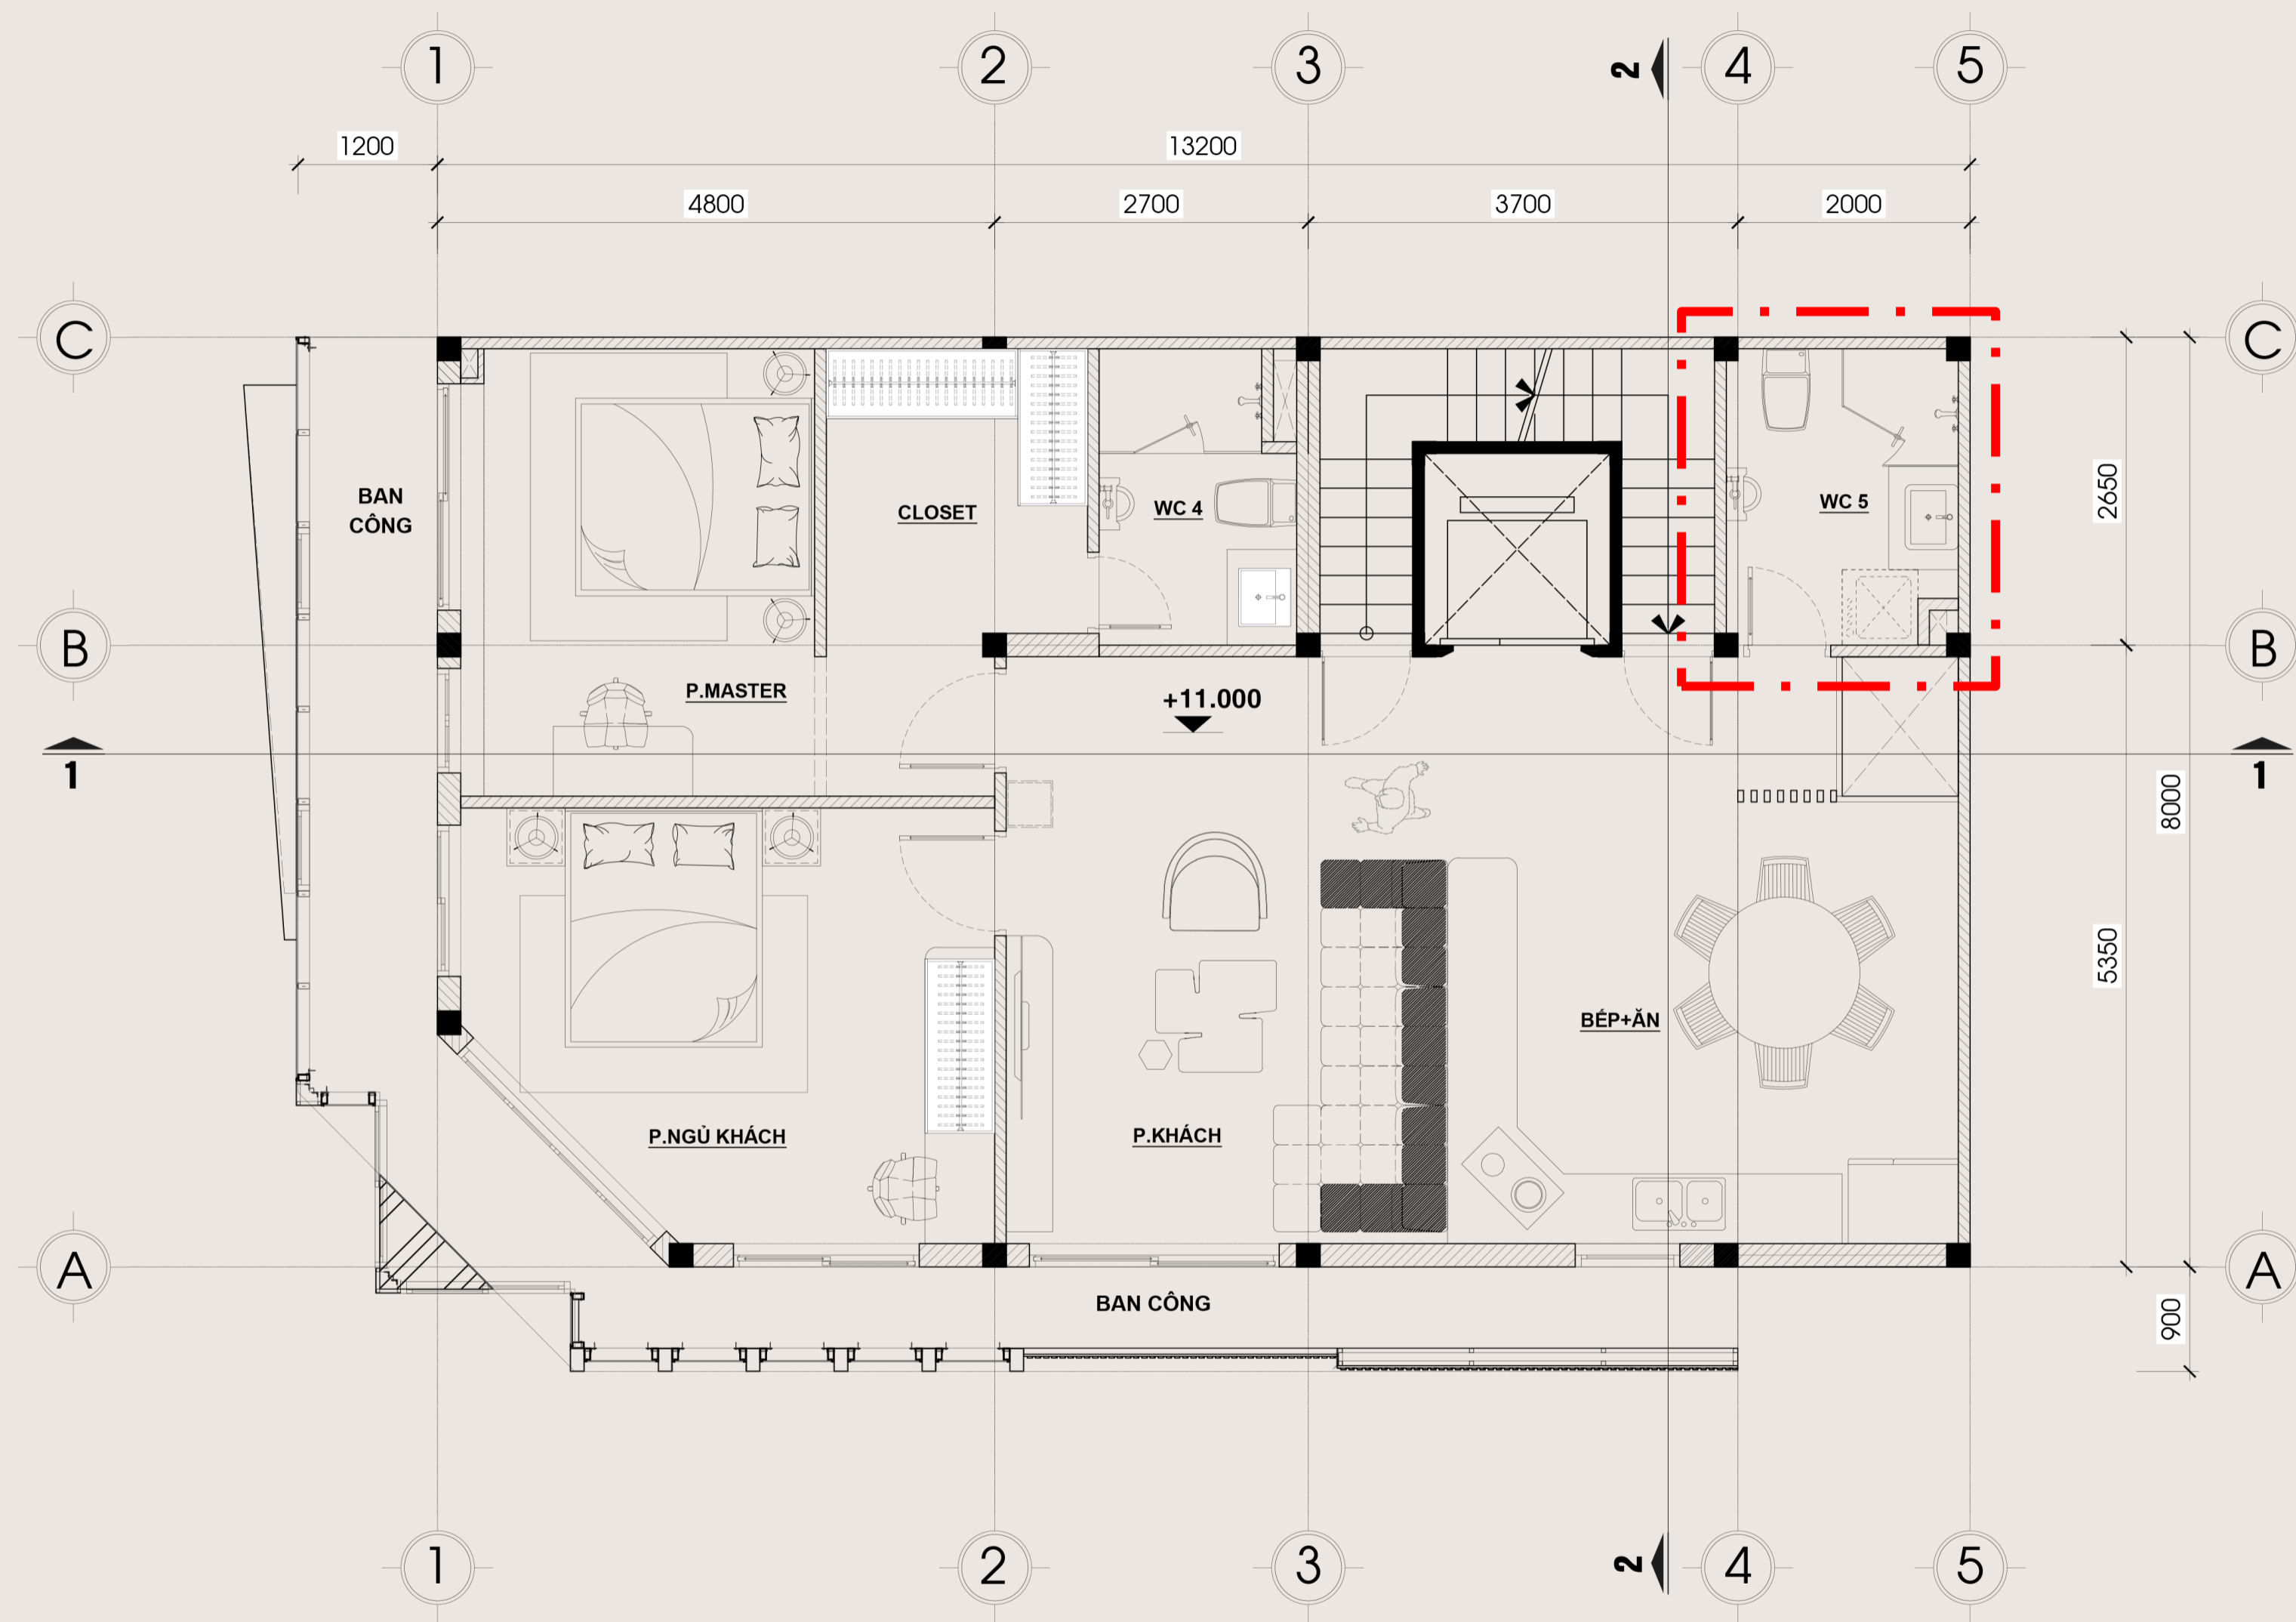 1 2 3 2 4 5
1200 13200
4800 2700 3700 2000
C C
BAN
CÔNG
CLOSET
WC 4
WC 5
2650
B B
P.MASTER
+11.000
1 1
8000
5350
BẾP+ĂN
P.NGỦ KHÁCH
P.KHÁCH
A A
BAN CÔNG
900
1 2 3 2 4 5